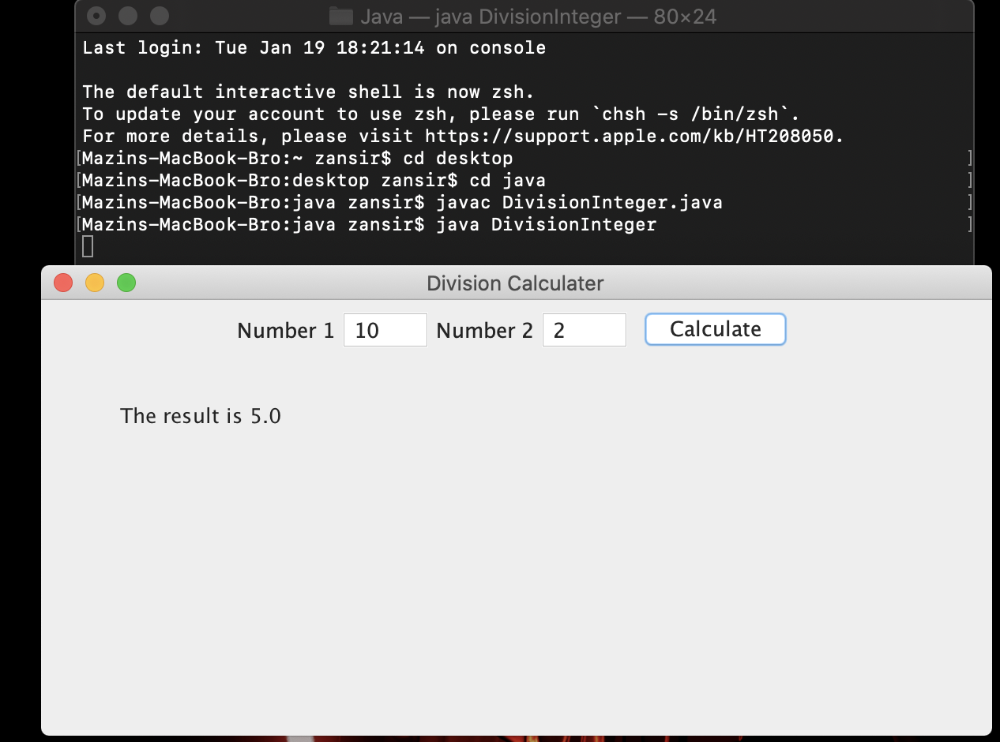 Java — java DivisionInteger — 80×24
Last login: Tue Jan 19 18:21:14 on console
The default interactive shell is now zsh.
To update your account to use zsh, please run `chsh -s /bin/zsh`.
For more details, please visit https://support.apple.com/kb/HT208050.
[Mazins-MacBook-Bro:~ zansir$ cd desktop ]
[Mazins-MacBook-Bro:desktop zansir$ cd java ]
[Mazins-MacBook-Bro:java zansir$ javac DivisionInteger.java ]
[Mazins-MacBook-Bro:java zansir$ java DivisionInteger ]
Division Calculater
Number 1 10 Number 2 2 Calculate
The result is 5.0